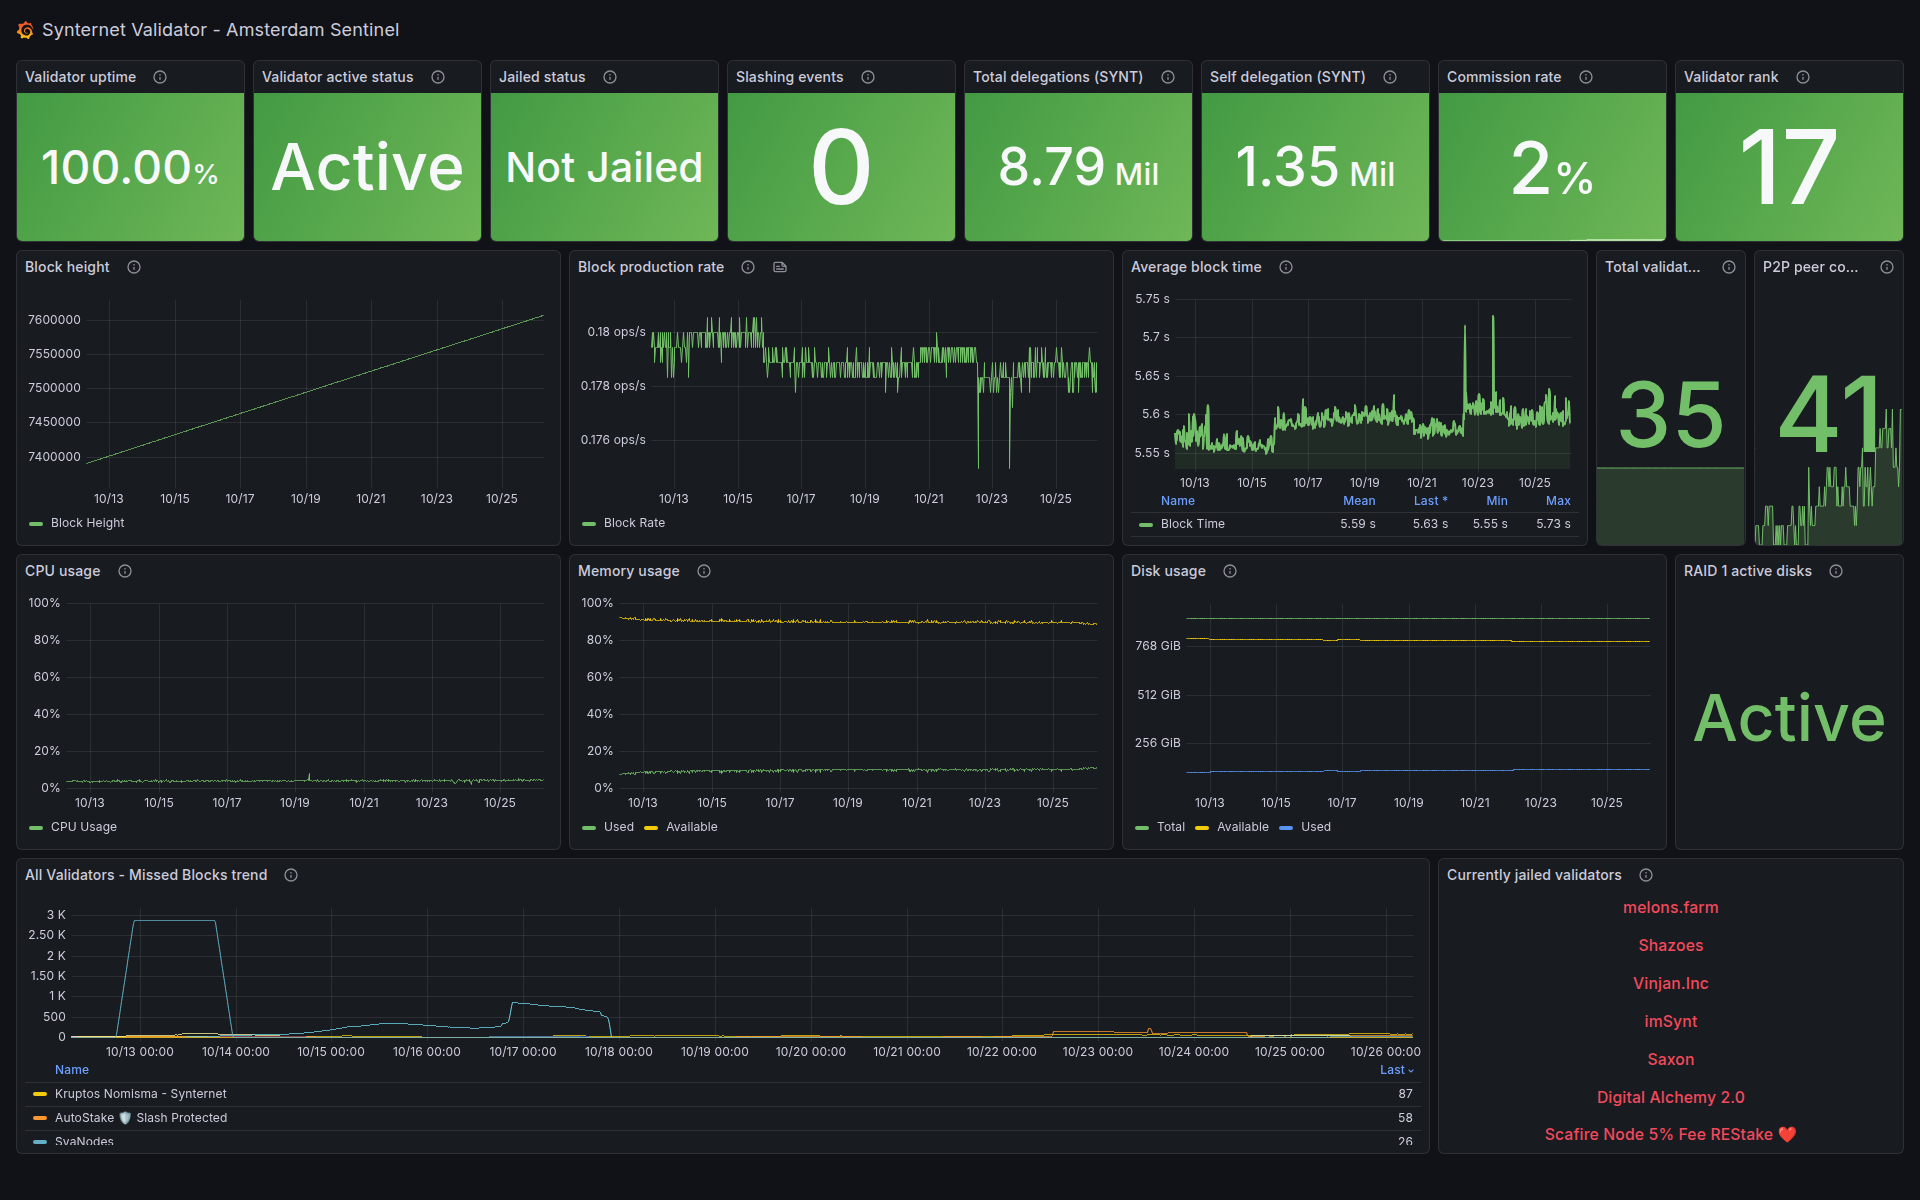 Synternet Validator - Amsterdam Sentinel
Validator uptime
100.00%
Validator active status
Active
Jailed status
Not Jailed
Slashing events
0
Total delegations (SYNT)
8.79 Mil
Self delegation (SYNT)
1.35 Mil
Commission rate
2%
Validator rank
17
Block height
7600000
7550000
7500000
7450000
7400000
10/13 10/15 10/17 10/19 10/21 10/23 10/25
Block Height
Block production rate
0.18 ops/s
0.178 ops/s
0.176 ops/s
10/13 10/15 10/17 10/19 10/21 10/23 10/25
Block Rate
Average block time
5.75 s
5.7 s
5.65 s
5.6 s
5.55 s
10/13 10/15 10/17 10/19 10/21 10/23 10/25
Name Mean Last * Min Max
Block Time 5.59 s 5.63 s 5.55 s 5.73 s
Total validat...
35
P2P peer co...
41
CPU usage
100%
80%
60%
40%
20%
0%
10/13 10/15 10/17 10/19 10/21 10/23 10/25
CPU Usage
Memory usage
100%
80%
60%
40%
20%
0%
10/13 10/15 10/17 10/19 10/21 10/23 10/25
Used Available
Disk usage
768 GiB
512 GiB
256 GiB
10/13 10/15 10/17 10/19 10/21 10/23 10/25
Total Available Used
RAID 1 active disks
Active
All Validators - Missed Blocks trend
3 K
2.50 K
2 K
1.50 K
1 K
500
0
10/13 00:00 10/14 00:00 10/15 00:00 10/16 00:00 10/17 00:00 10/18 00:00 10/19 00:00 10/20 00:00 10/21 00:00 10/22 00:00 10/23 00:00 10/24 00:00 10/25 00:00 10/26 00:00
Name Last
Kruptos Nomisma - Synternet 87
AutoStake 🛡️ Slash Protected 58
SvaNodes 26
Currently jailed validators
melons.farm
Shazoes
Vinjan.Inc
imSynt
Saxon
Digital Alchemy 2.0
Scafire Node 5% Fee REStake ❤️